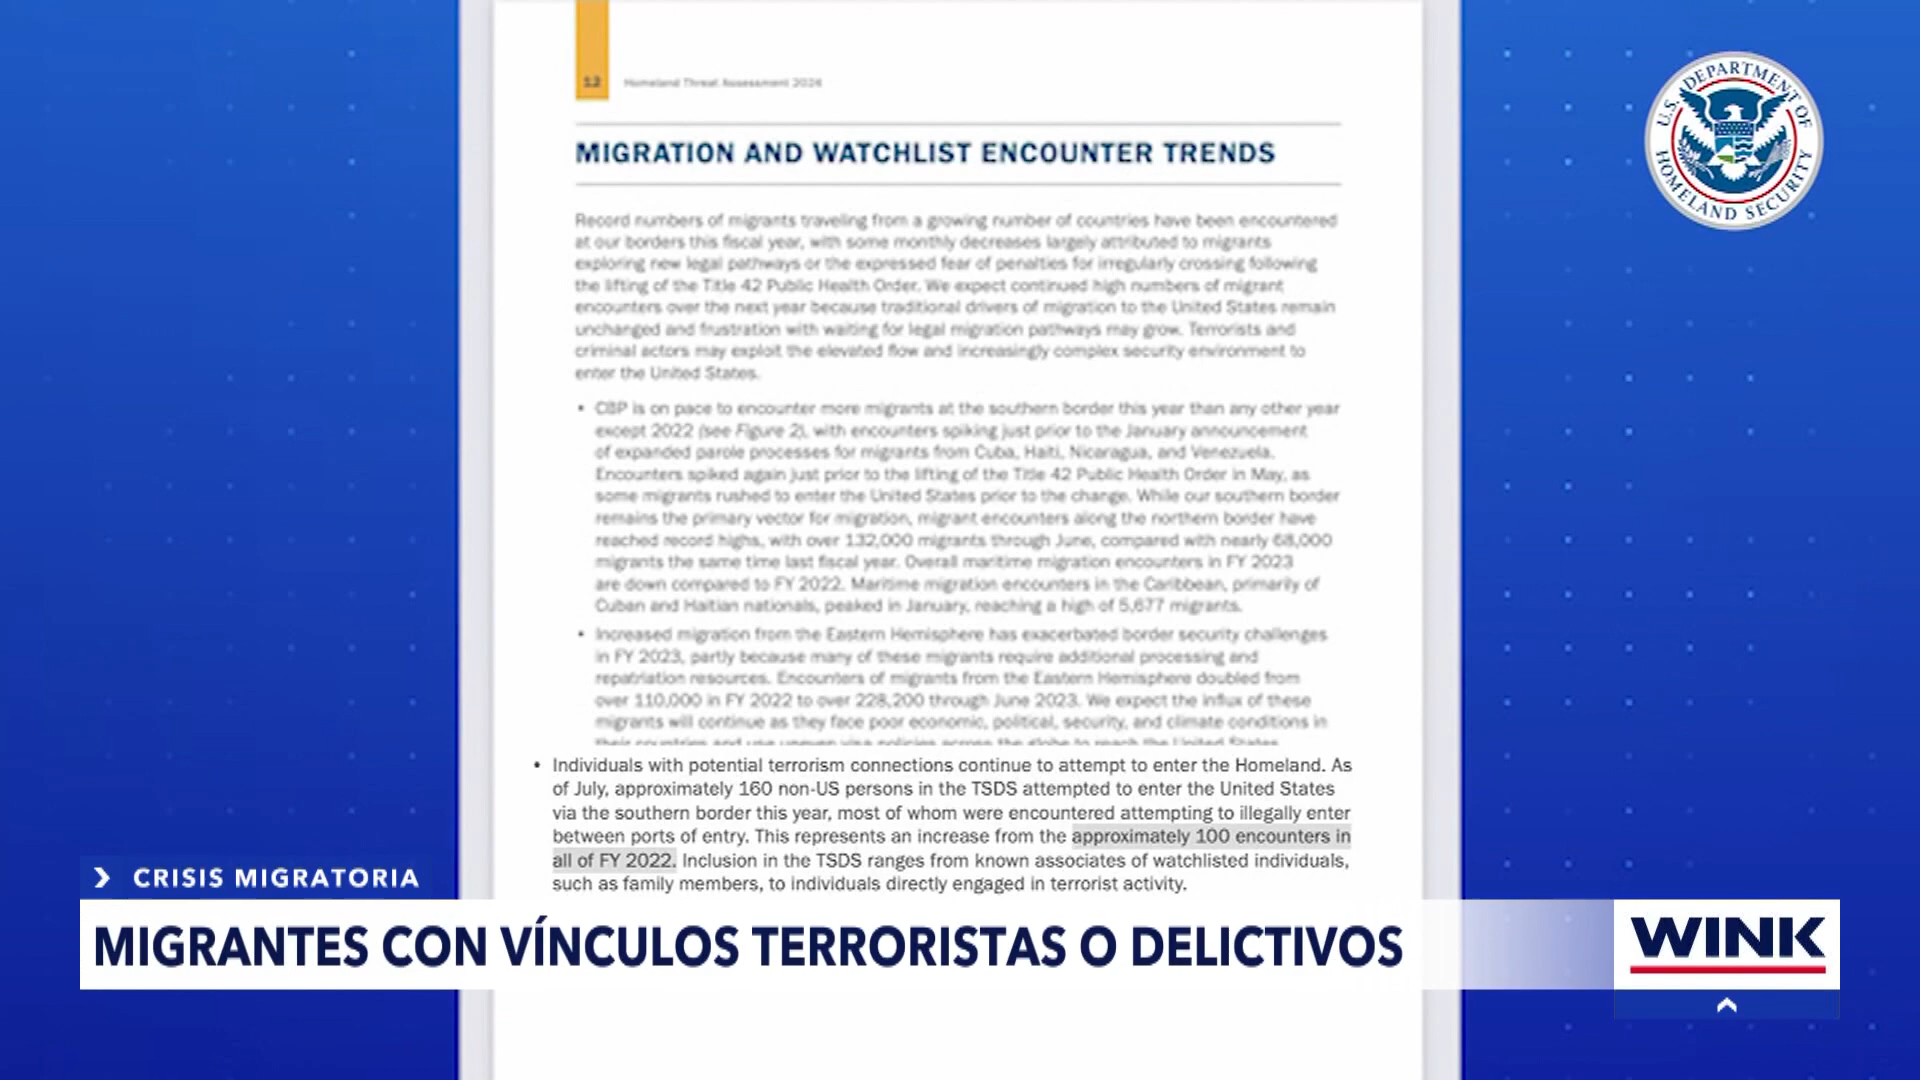 12
Homeland Threat Assessment 2024
MIGRATION AND WATCHLIST ENCOUNTER TRENDS
Record numbers of migrants traveling from a growing number of countries have been encountered
at our borders this fiscal year, with some monthly decreases largely attributed to migrants
exploring new legal pathways or the expressed fear of penalties for irregularly crossing following
the lifting of the Title 42 Public Health Order. We expect continued high numbers of migrant
encounters over the next year because traditional drivers of migration to the United States remain
unchanged and frustration with waiting for legal migration pathways may grow. Terrorists and
criminal actors may exploit the elevated flow and increasingly complex security environment to
enter the United States.
• CBP is on pace to encounter more migrants at the southern border this year than any other year
except 2022 (see Figure 2), with encounters spiking just prior to the January announcement
of expanded parole processes for migrants from Cuba, Haiti, Nicaragua, and Venezuela.
Encounters spiked again just prior to the lifting of the Title 42 Public Health Order in May, as
some migrants rushed to enter the United States prior to the change. While our southern border
remains the primary vector for migration, migrant encounters along the northern border have
reached record highs, with over 132,000 migrants through June, compared with nearly 68,000
migrants the same time last fiscal year. Overall maritime migration encounters in FY 2023
are down compared to FY 2022. Maritime migration encounters in the Caribbean, primarily of
Cuban and Haitian nationals, peaked in January, reaching a high of 5,677 migrants.
• Increased migration from the Eastern Hemisphere has exacerbated border security challenges
in FY 2023, partly because many of these migrants require additional processing and
repatriation resources. Encounters of migrants from the Eastern Hemisphere doubled from
over 110,000 in FY 2022 to over 228,200 through June 2023. We expect the influx of these
migrants will continue as they face poor economic, political, security, and climate conditions in
their countries and use uneven visa policies across the globe to reach the United States.
• Individuals with potential terrorism connections continue to attempt to enter the Homeland. As
of July, approximately 160 non-US persons in the TSDS attempted to enter the United States
via the southern border this year, most of whom were encountered attempting to illegally enter
between ports of entry. This represents an increase from the approximately 100 encounters in
all of FY 2022. Inclusion in the TSDS ranges from known associates of watchlisted individuals,
such as family members, to individuals directly engaged in terrorist activity.
U.S. DEPARTMENT OF
HOMELAND SECURITY
CRISIS MIGRATORIA
MIGRANTES CON VÍNCULOS TERRORISTAS O DELICTIVOS
WINK